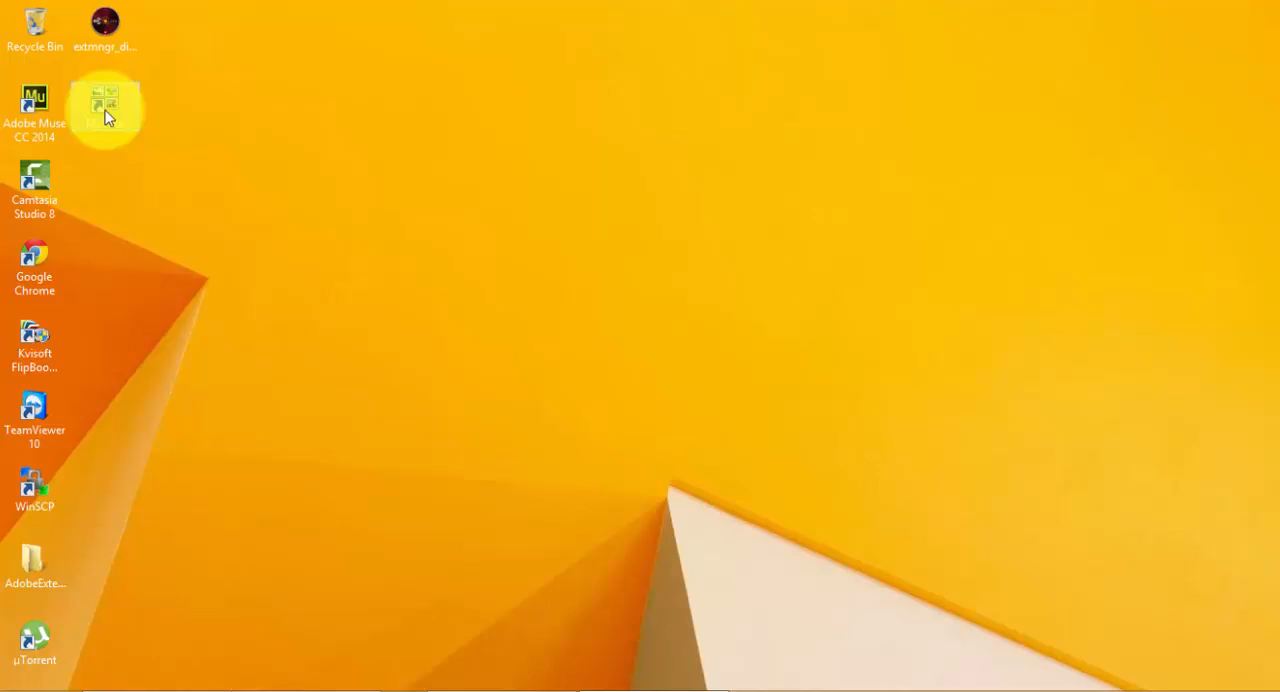 Recycle Bin
extmngr_di...
Mu
Adobe Muse
CC 2014
Camtasia
Studio 8
Google
Chrome
Kvisoft
FlipBoo...
TeamViewer
10
WinSCP
AdobeExte...
µTorrent